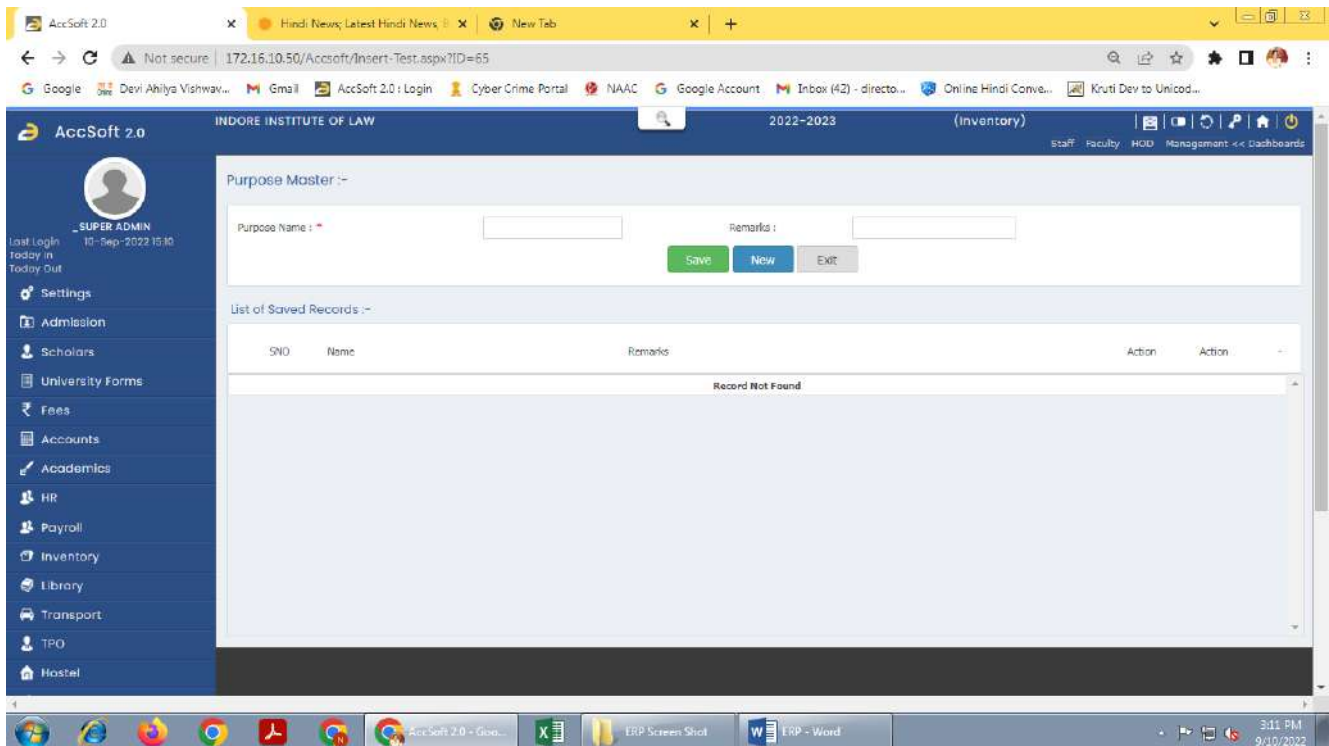 AccSoft 2.0
Hindi News; Latest Hindi News,
New Tab
Not secure
172.16.10.50/Accsoft/Insert-Test.aspx?ID=65
Google
Devi Ahilya Vishwav...
Gmail
AccSoft 2.0 : Login
Cyber Crime Portal
NAAC
Google Account
Inbox (42) - directo...
Online Hindi Conve...
Kruti Dev to Unicod...
AccSoft 2.0
INDORE INSTITUTE OF LAW
2022-2023
(Inventory)
Staff Faculty HOD Management << Dashboards
_SUPER ADMIN
Last Login 10-Sep-2022 15:10
Today In
Today Out
Settings
Admission
Scholars
University Forms
Fees
Accounts
Academics
HR
Payroll
Inventory
Library
Transport
TPO
Hostel
Purpose Master :-
Purpose Name : *
Remarks :
Save
New
Exit
List of Saved Records :-
SNO Name Remarks Action Action -
Record Not Found
AccSoft 2.0 - Goo...
ERP Screen Shot
ERP - Word
3:11 PM
9/10/2022